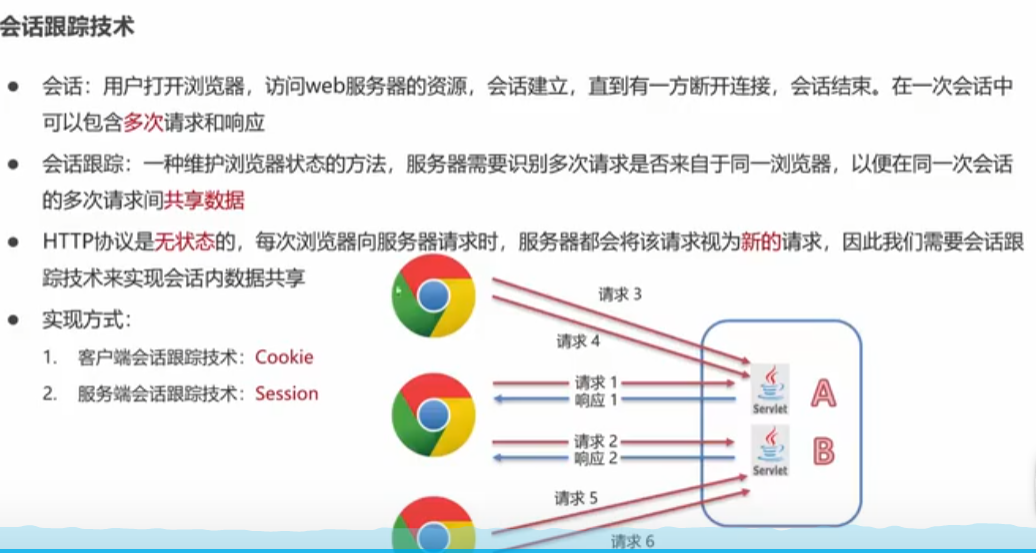 会话跟踪技术
● 会话：用户打开浏览器，访问web服务器的资源，会话建立，直到有一方断开连接，会话结束。在一次会话中
可以包含多次请求和响应
● 会话跟踪：一种维护浏览器状态的方法，服务器需要识别多次请求是否来自于同一浏览器，以便在同一次会话
的多次请求间共享数据
● HTTP协议是无状态的，每次浏览器向服务器请求时，服务器都会将该请求视为新的请求，因此我们需要会话跟
踪技术来实现会话内数据共享
● 实现方式：
1. 客户端会话跟踪技术：Cookie
2. 服务端会话跟踪技术：Session
请求 3
请求 4
请求 1
响应 1
Servlet
A
请求 2
响应 2
Servlet
B
请求 5
请求 6